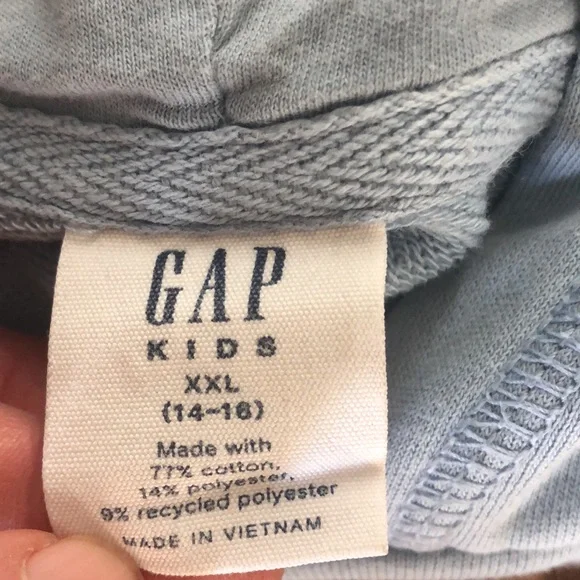 GAP
KIDS
XXL
(14-16)
Made with
77% cotton,
14% polyester,
9% recycled polyester
MADE IN VIETNAM